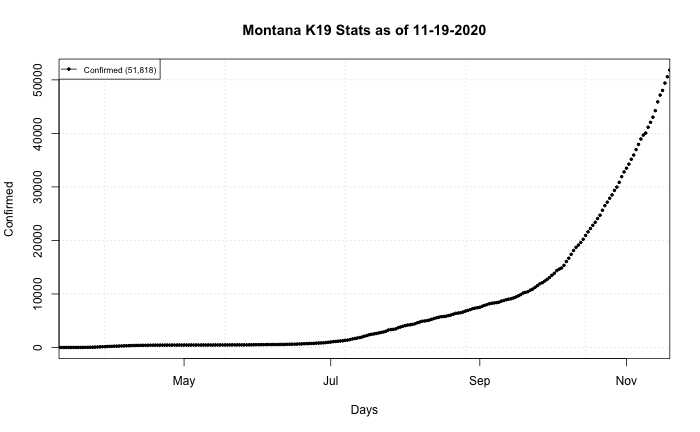 Montana K19 Stats as of 11-19-2020
Confirmed (51,818)
50000
40000
30000
20000
10000
0
Confirmed
May Jul Sep Nov
Days